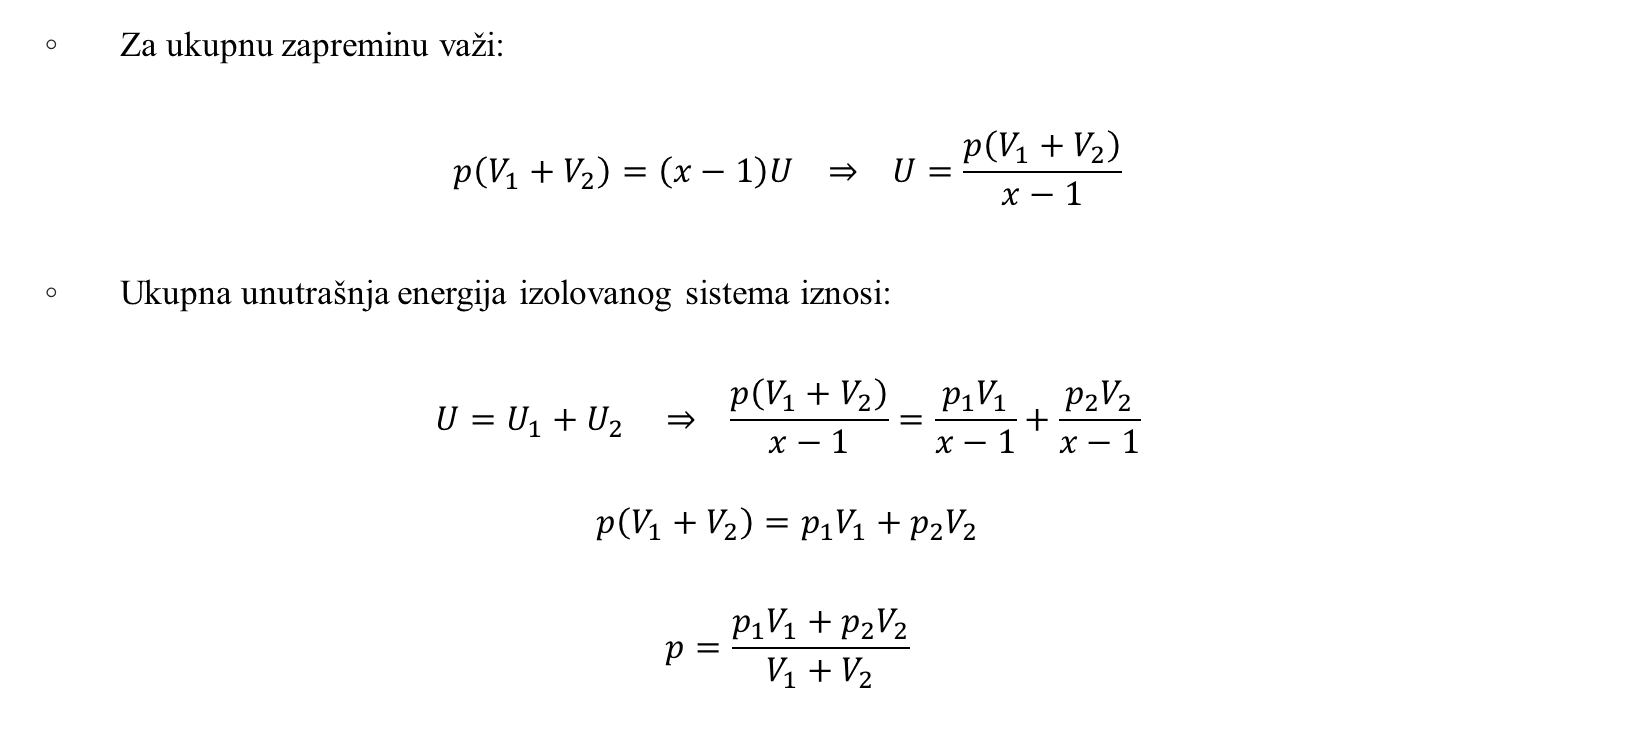 ◦ Za ukupnu zapreminu važi:
p(V₁ + V₂) = (x − 1)U ⇒ U = p(V₁ + V₂) / x − 1
◦ Ukupna unutrašnja energija izolovanog sistema iznosi:
U = U₁ + U₂ ⇒ p(V₁ + V₂) / x − 1 = p₁V₁ / x − 1 + p₂V₂ / x − 1
p(V₁ + V₂) = p₁V₁ + p₂V₂
p = p₁V₁ + p₂V₂ / V₁ + V₂